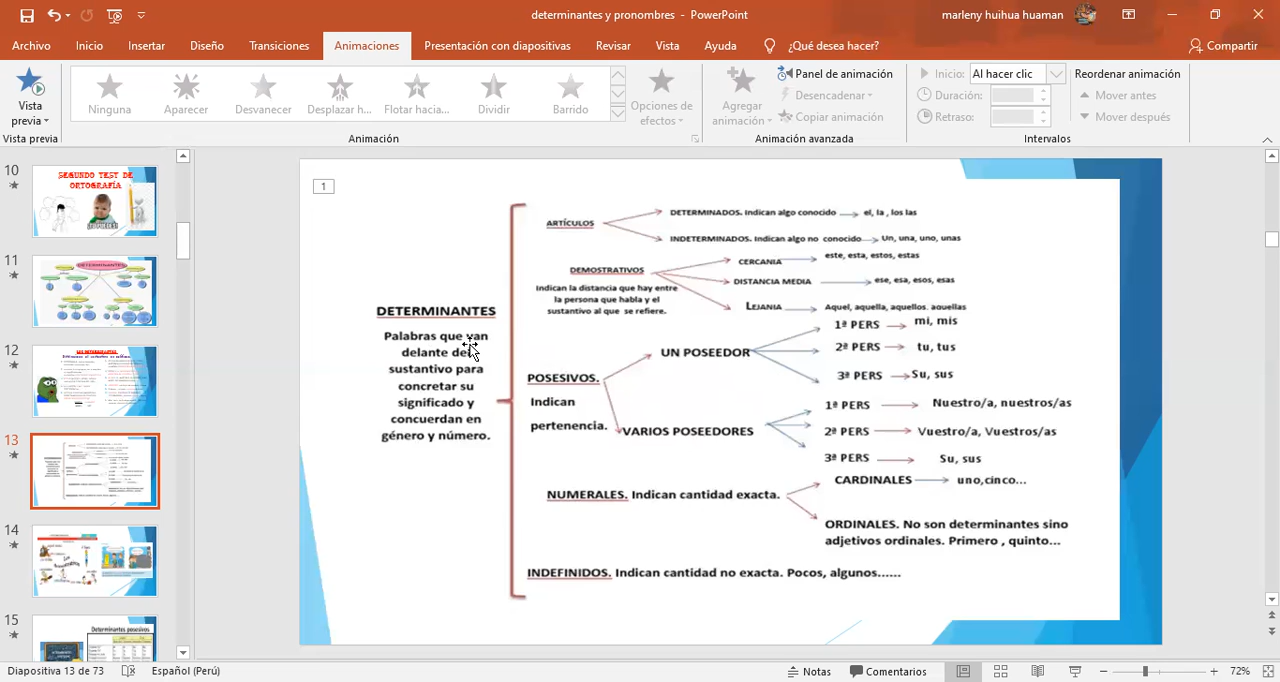 determinantes y pronombres - PowerPoint
marleny huihua huaman
Archivo Inicio Insertar Diseño Transiciones Animaciones Presentación con diapositivas Revisar Vista Ayuda ¿Qué desea hacer? Compartir
Vista previa
Ninguna Aparecer Desvanecer Desplazar h... Flotar hacia... Dividir Barrido
Opciones de efectos
Agregar animación
Panel de animación
Desencadenar
Copiar animación
Inicio: Al hacer clic
Duración:
Retraso:
Reordenar animación
Mover antes
Mover después
Vista previa Animación Animación avanzada Intervalos
10
SEGUNDO TEST DE
ORTOGRAFÍA
11
DETERMINANTES
12
13
14
15
Determinantes posesivos
1
DETERMINANTES
Palabras que van
delante del
sustantivo para
concretar su
significado y
concuerdan en
género y número.
ARTÍCULOS
DETERMINADOS. Indican algo conocido el, la , los las
INDETERMINADOS. Indican algo no conocido Un, una, uno, unas
DEMOSTRATIVOS
Indican la distancia que hay entre
la persona que habla y el
sustantivo al que se refiere.
CERCANIA este, esta, estos, estas
DISTANCIA MEDIA ese, esa, esos, esas
LEJANIA Aquel, aquella, aquellos, aquellas
POSESIVOS.
Indican
pertenencia.
UN POSEEDOR
1ª PERS mi, mis
2ª PERS tu, tus
3ª PERS Su, sus
VARIOS POSEEDORES
1ª PERS Nuestro/a, nuestros/as
2ª PERS Vuestro/a, Vuestros/as
3ª PERS Su, sus
NUMERALES. Indican cantidad exacta.
CARDINALES uno,cinco...
ORDINALES. No son determinantes sino
adjetivos ordinales. Primero , quinto...
INDEFINIDOS. Indican cantidad no exacta. Pocos, algunos......
Diapositiva 13 de 73 Español (Perú) Notas Comentarios 72%